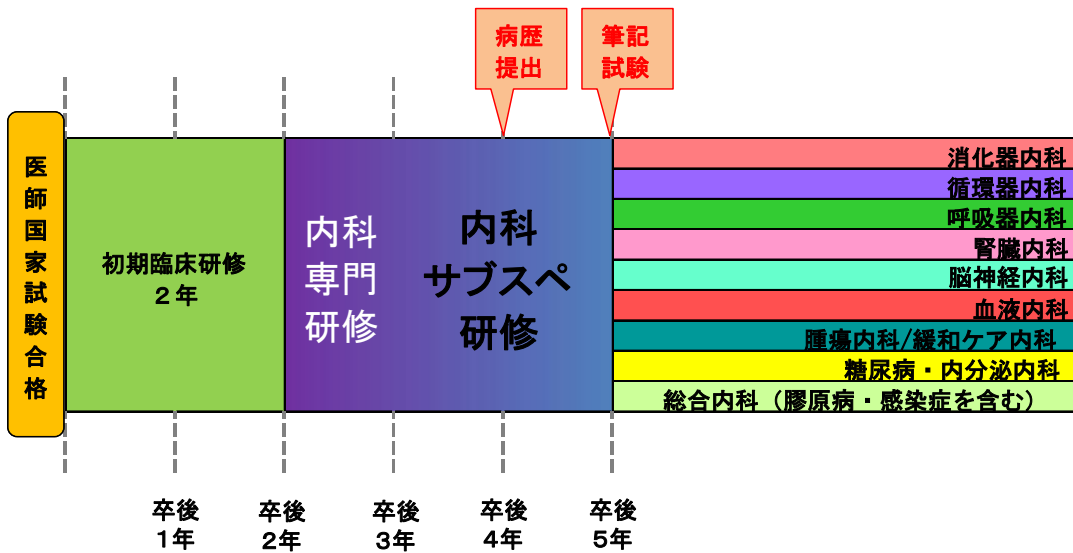 病歴
提出
筆記
試験
医師国家試験合格
初期臨床研修
２年
内科
専門
研修
内科
サブスペ
研修
消化器内科
循環器内科
呼吸器内科
腎臓内科
脳神経内科
血液内科
腫瘍内科/緩和ケア内科
糖尿病・内分泌内科
総合内科（膠原病・感染症を含む）
卒後
１年
卒後
２年
卒後
３年
卒後
４年
卒後
５年